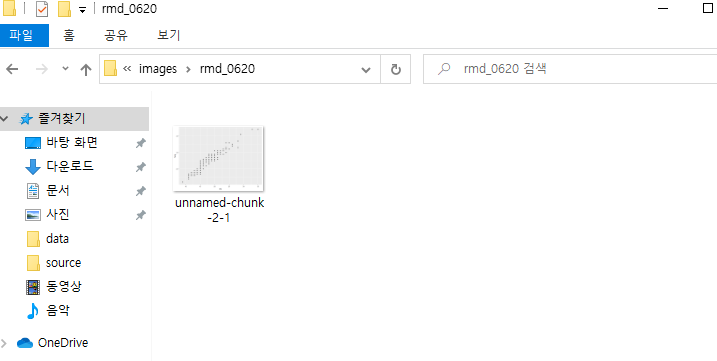 rmd_0620
파일
홈
공유
보기
images
rmd_0620
rmd_0620 검색
즐겨찾기
바탕 화면
다운로드
문서
사진
data
source
동영상
음악
OneDrive
unnamed-chunk
-2-1